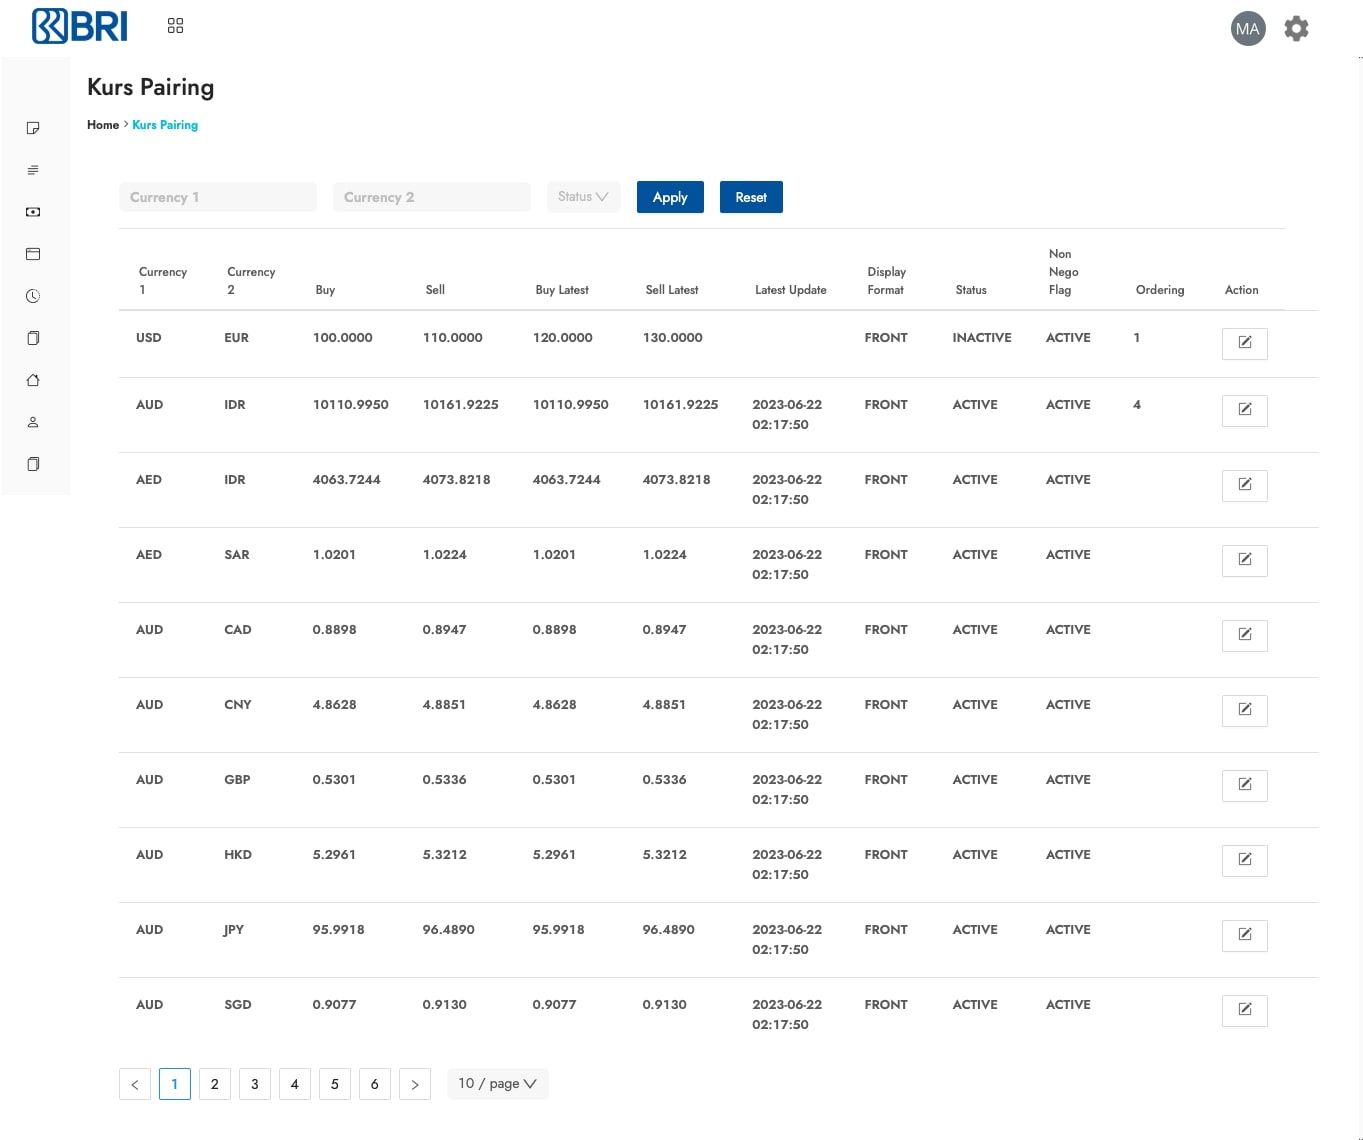 BRI
MA
Kurs Pairing
Home > Kurs Pairing
Currency 1 Currency 2 Status Apply Reset
Currency 1 Currency 2 Buy Sell Buy Latest Sell Latest Latest Update Display Format Status Non Nego Flag Ordering Action
USD EUR 100.0000 110.0000 120.0000 130.0000 FRONT INACTIVE ACTIVE 1
AUD IDR 10110.9950 10161.9225 10110.9950 10161.9225 2023-06-22 FRONT ACTIVE ACTIVE 4
02:17:50
AED IDR 4063.7244 4073.8218 4063.7244 4073.8218 2023-06-22 FRONT ACTIVE ACTIVE
02:17:50
AED SAR 1.0201 1.0224 1.0201 1.0224 2023-06-22 FRONT ACTIVE ACTIVE
02:17:50
AUD CAD 0.8898 0.8947 0.8898 0.8947 2023-06-22 FRONT ACTIVE ACTIVE
02:17:50
AUD CNY 4.8628 4.8851 4.8628 4.8851 2023-06-22 FRONT ACTIVE ACTIVE
02:17:50
AUD GBP 0.5301 0.5336 0.5301 0.5336 2023-06-22 FRONT ACTIVE ACTIVE
02:17:50
AUD HKD 5.2961 5.3212 5.2961 5.3212 2023-06-22 FRONT ACTIVE ACTIVE
02:17:50
AUD JPY 95.9918 96.4890 95.9918 96.4890 2023-06-22 FRONT ACTIVE ACTIVE
02:17:50
AUD SGD 0.9077 0.9130 0.9077 0.9130 2023-06-22 FRONT ACTIVE ACTIVE
02:17:50
< 1 2 3 4 5 6 > 10 / page